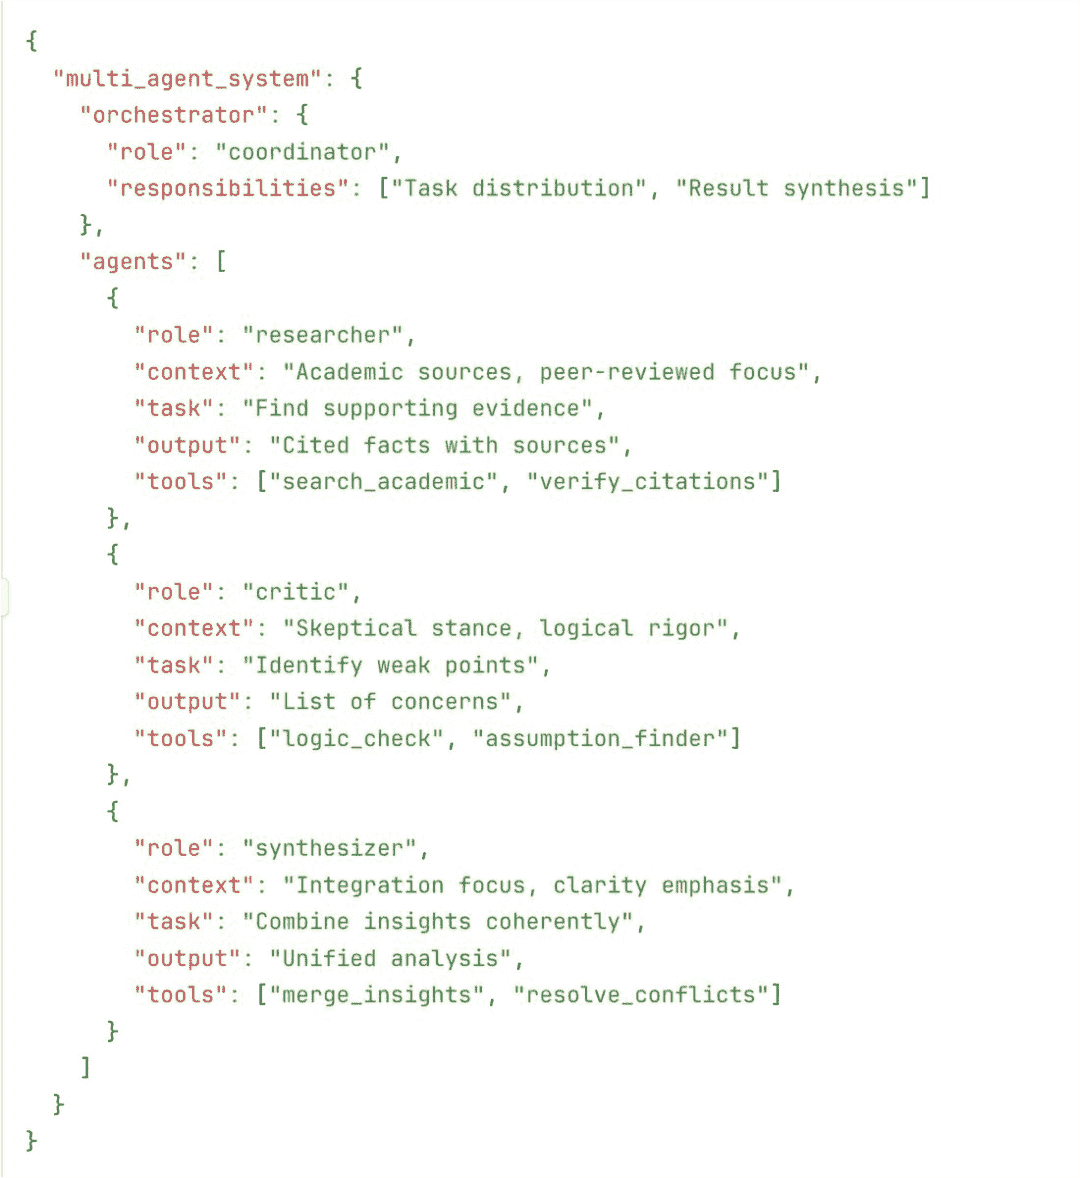 {
  "multi_agent_system": {
    "orchestrator": {
      "role": "coordinator",
      "responsibilities": ["Task distribution", "Result synthesis"]
    },
    "agents": [
      {
        "role": "researcher",
        "context": "Academic sources, peer-reviewed focus",
        "task": "Find supporting evidence",
        "output": "Cited facts with sources",
        "tools": ["search_academic", "verify_citations"]
      },
      {
        "role": "critic",
        "context": "Skeptical stance, logical rigor",
        "task": "Identify weak points",
        "output": "List of concerns",
        "tools": ["logic_check", "assumption_finder"]
      },
      {
        "role": "synthesizer",
        "context": "Integration focus, clarity emphasis",
        "task": "Combine insights coherently",
        "output": "Unified analysis",
        "tools": ["merge_insights", "resolve_conflicts"]
      }
    ]
  }
}